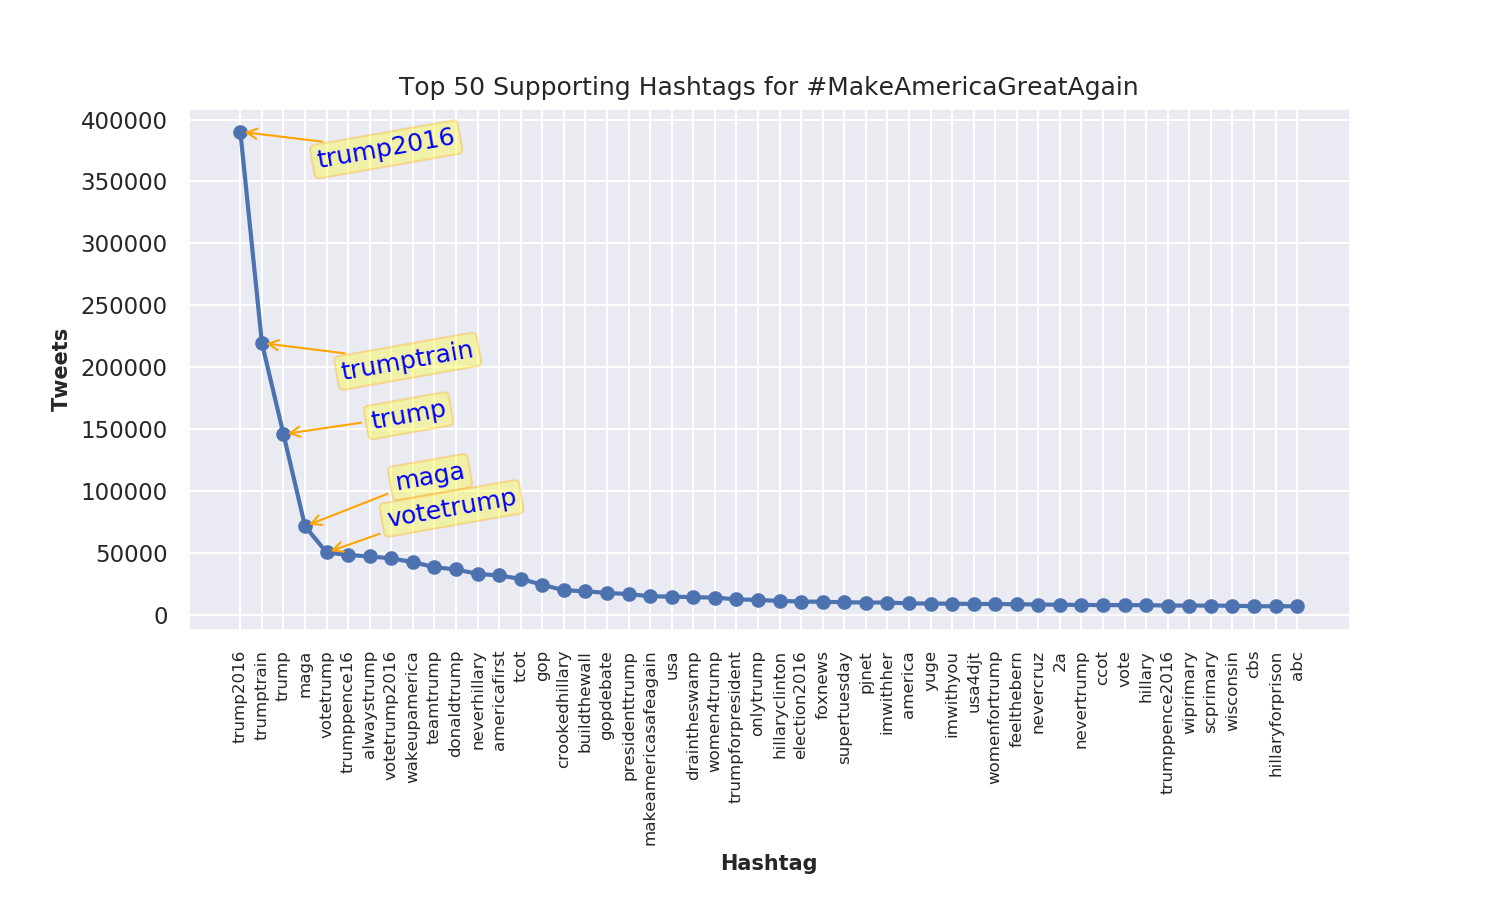 Top 50 Supporting Hashtags for #MakeAmericaGreatAgain
400000
350000
300000
250000
200000
150000
100000
50000
0
Tweets
trump2016
trumptrain
trump
maga
votetrump
trump2016
trumptrain
trump
maga
votetrump
trumppence16
alwaystrump
votetrump2016
wakeupamerica
teamtrump
donaldtrump
neverhillary
americafirst
tcot
gop
crookedhillary
buildthewall
gopdebate
presidenttrump
makeamericasafeagain
usa
draintheswamp
women4trump
trumpforpresident
onlytrump
hillaryclinton
election2016
foxnews
supertuesday
pjnet
imwithher
america
yuge
imwithyou
usa4djt
womenfortrump
feelthebern
nevercruz
2a
nevertrump
ccot
vote
hillary
trumppence2016
wiprimary
scprimary
wisconsin
cbs
hillaryforprison
abc
Hashtag